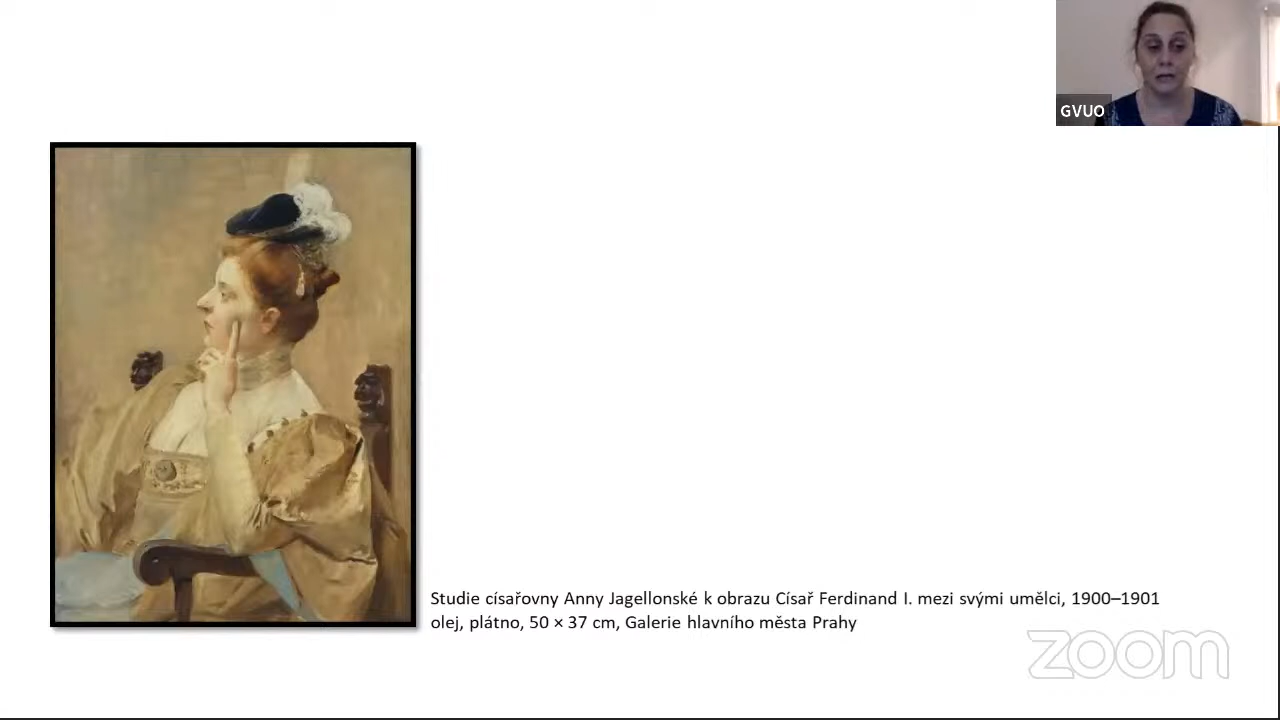 GVUO
Studie císařovny Anny Jagellonské k obrazu Císař Ferdinand I. mezi svými umělci, 1900–1901
olej, plátno, 50 × 37 cm, Galerie hlavního města Prahy
zoom